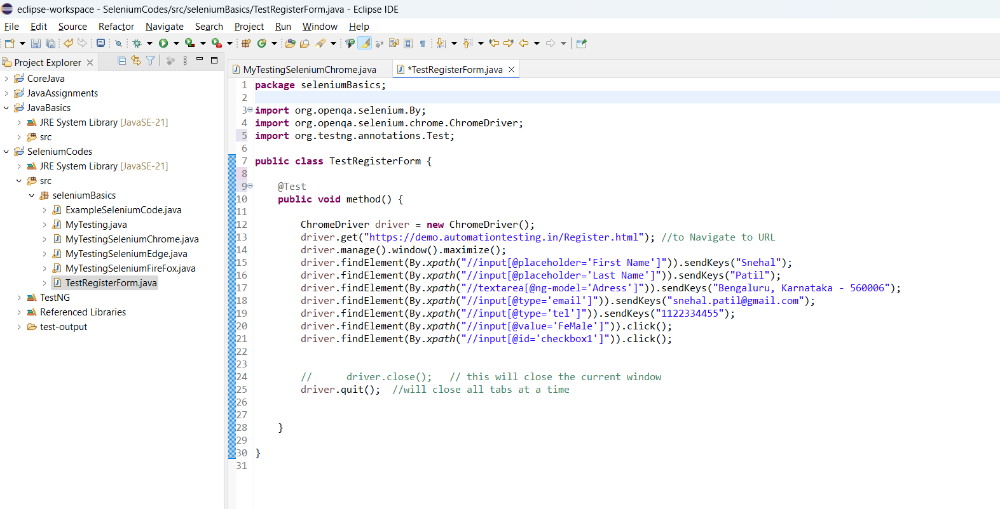 eclipse-workspace - SeleniumCodes/src/seleniumBasics/TestRegisterForm.java - Eclipse IDE
File Edit Source Refactor Navigate Search Project Run Window Help
Project Explorer
CoreJava
JavaAssignments
JavaBasics
JRE System Library [JavaSE-21]
src
SeleniumCodes
JRE System Library [JavaSE-21]
src
seleniumBasics
ExampleSeleniumCode.java
MyTesting.java
MyTestingSeleniumChrome.java
MyTestingSeleniumEdge.java
MyTestingSeleniumFireFox.java
TestRegisterForm.java
TestNG
Referenced Libraries
test-output
MyTestingSeleniumChrome.java *TestRegisterForm.java
1 package seleniumBasics;
2
3 import org.openqa.selenium.By;
4 import org.openqa.selenium.chrome.ChromeDriver;
5 import org.testng.annotations.Test;
6
7 public class TestRegisterForm {
8
9 @Test
10 public void method() {
11
12 ChromeDriver driver = new ChromeDriver();
13 driver.get("https://demo.automationtesting.in/Register.html"); //to Navigate to URL
14 driver.manage().window().maximize();
15 driver.findElement(By.xpath("//input[@placeholder='First Name']")).sendKeys("Snehal");
16 driver.findElement(By.xpath("//input[@placeholder='Last Name']")).sendKeys("Patil");
17 driver.findElement(By.xpath("//textarea[@ng-model='Adress']")).sendKeys("Bengaluru, Karnataka - 560006");
18 driver.findElement(By.xpath("//input[@type='email']")).sendKeys("snehal.patil@gmail.com");
19 driver.findElement(By.xpath("//input[@type='tel']")).sendKeys("1122334455");
20 driver.findElement(By.xpath("//input[@value='FeMale']")).click();
21 driver.findElement(By.xpath("//input[@id='checkbox1']")).click();
22
23
24 // driver.close(); // this will close the current window
25 driver.quit(); //will close all tabs at a time
26
27
28 }
29
30 }
31